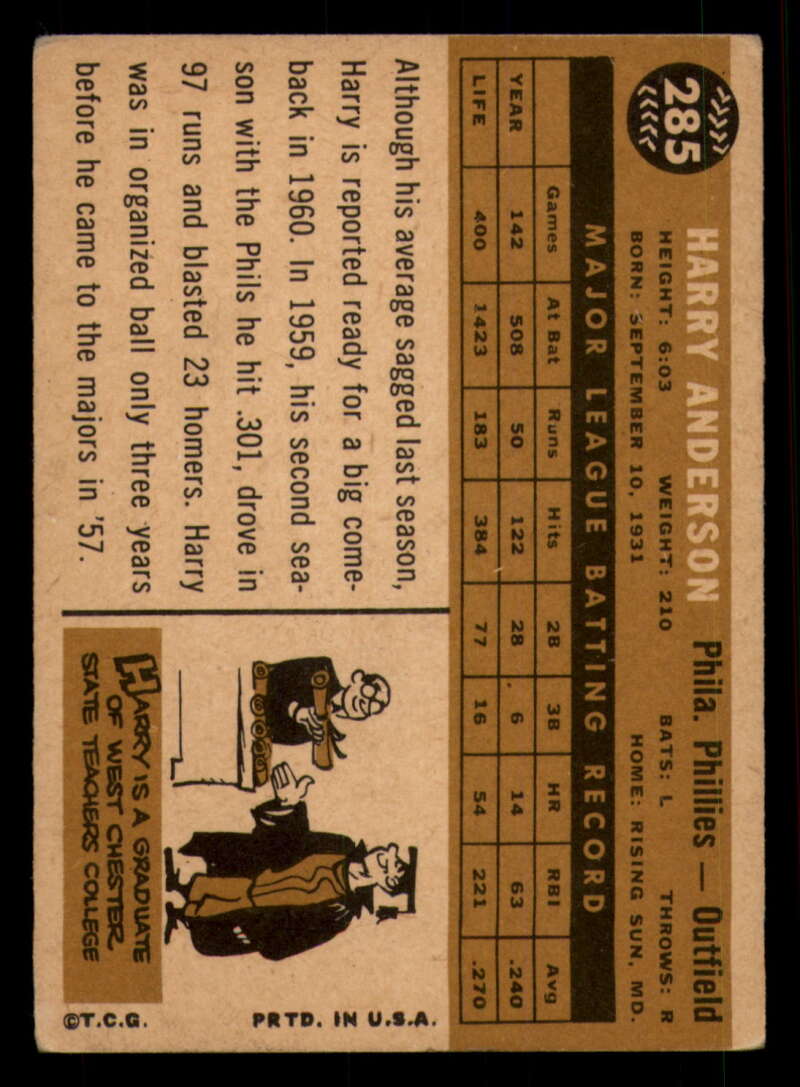 285
HARRY ANDERSON Phila. Phillies — Outfield
HEIGHT: 6:03 WEIGHT: 210 BATS: L THROWS: R
BORN: SEPTEMBER 10, 1931 HOME: RISING SUN, MD.
MAJOR LEAGUE BATTING RECORD
Games At Bat Runs Hits 2B 3B HR RBI Avg
YEAR 142 508 50 122 28 6 14 63 .240
LIFE 400 1423 183 384 77 16 54 221 .270
Although his average sagged last season,
Harry is reported ready for a big come-
back in 1960. In 1959, his second sea-
son with the Phils he hit .301, drove in
97 runs and blasted 23 homers. Harry
was in organized ball only three years
before he came to the majors in '57.
HARRY IS A GRADUATE
OF WEST CHESTER
STATE TEACHERS COLLEGE
©T.C.G. PRTD. IN U.S.A.